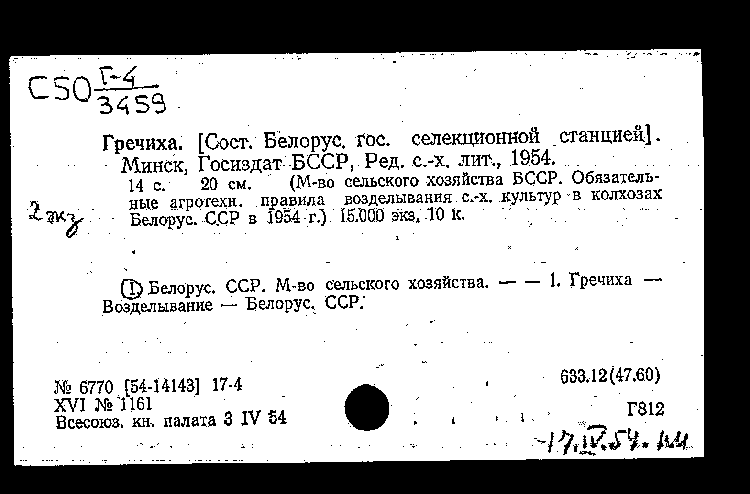 C50 Г-4
3459
Гречиха. [Сост. Белорус. гос. селекционной станцией].
Минск, Госиздат БССР, Ред. с.-х. лит., 1954.
14 с. 20 см. (М-во сельского хозяйства БССР. Обязатель-
ные агротехн. правила возделывания с.-х. культур в колхозах
2 экз Белорус. ССР в 1954 г.). 15.000 экз. 10 к.
① Белорус. ССР. М-во сельского хозяйства. — — 1. Гречиха —
Возделывание — Белорус. ССР.
633.12(47.60)
№ 6770 [54-14143] 17-4
XVI № 1161
Г312
Всесоюз. кн. палата 3 IV 54
17.IV.54.